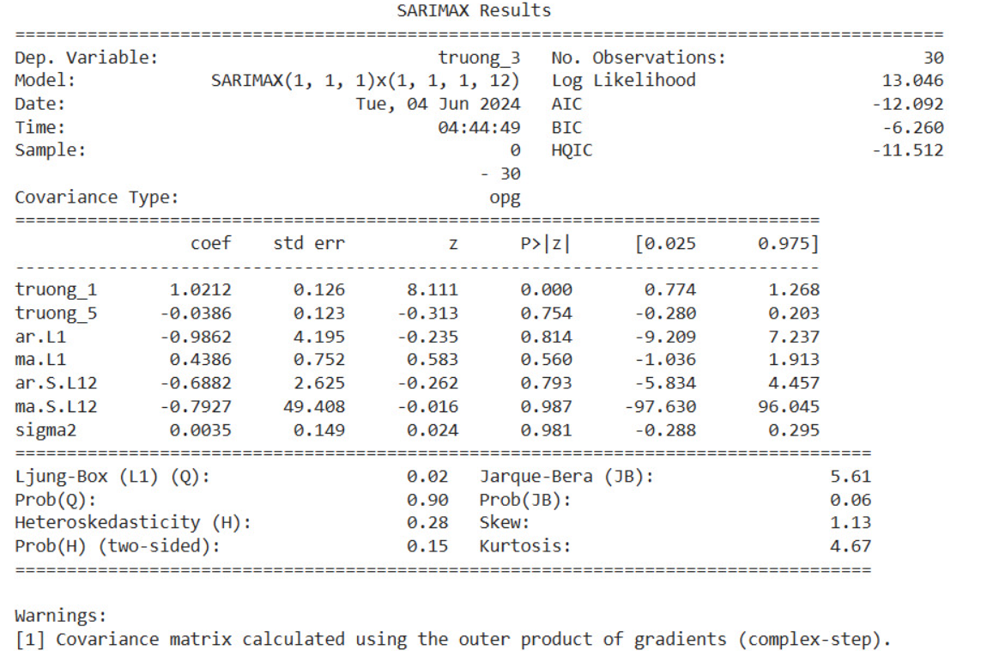 SARIMAX Results
==========================================================================================
Dep. Variable: truong_3 No. Observations: 30
Model: SARIMAX(1, 1, 1)x(1, 1, 1, 12) Log Likelihood 13.046
Date: Tue, 04 Jun 2024 AIC -12.092
Time: 04:44:49 BIC -6.260
Sample: 0 HQIC -11.512
- 30
Covariance Type: opg
==============================================================================
coef std err z P>|z| [0.025 0.975]
------------------------------------------------------------------------------
truong_1 1.0212 0.126 8.111 0.000 0.774 1.268
truong_5 -0.0386 0.123 -0.313 0.754 -0.280 0.203
ar.L1 -0.9862 4.195 -0.235 0.814 -9.209 7.237
ma.L1 0.4386 0.752 0.583 0.560 -1.036 1.913
ar.S.L12 -0.6882 2.625 -0.262 0.793 -5.834 4.457
ma.S.L12 -0.7927 49.408 -0.016 0.987 -97.630 96.045
sigma2 0.0035 0.149 0.024 0.981 -0.288 0.295
===================================================================================
Ljung-Box (L1) (Q): 0.02 Jarque-Bera (JB): 5.61
Prob(Q): 0.90 Prob(JB): 0.06
Heteroskedasticity (H): 0.28 Skew: 1.13
Prob(H) (two-sided): 0.15 Kurtosis: 4.67
===================================================================================
Warnings:
[1] Covariance matrix calculated using the outer product of gradients (complex-step).